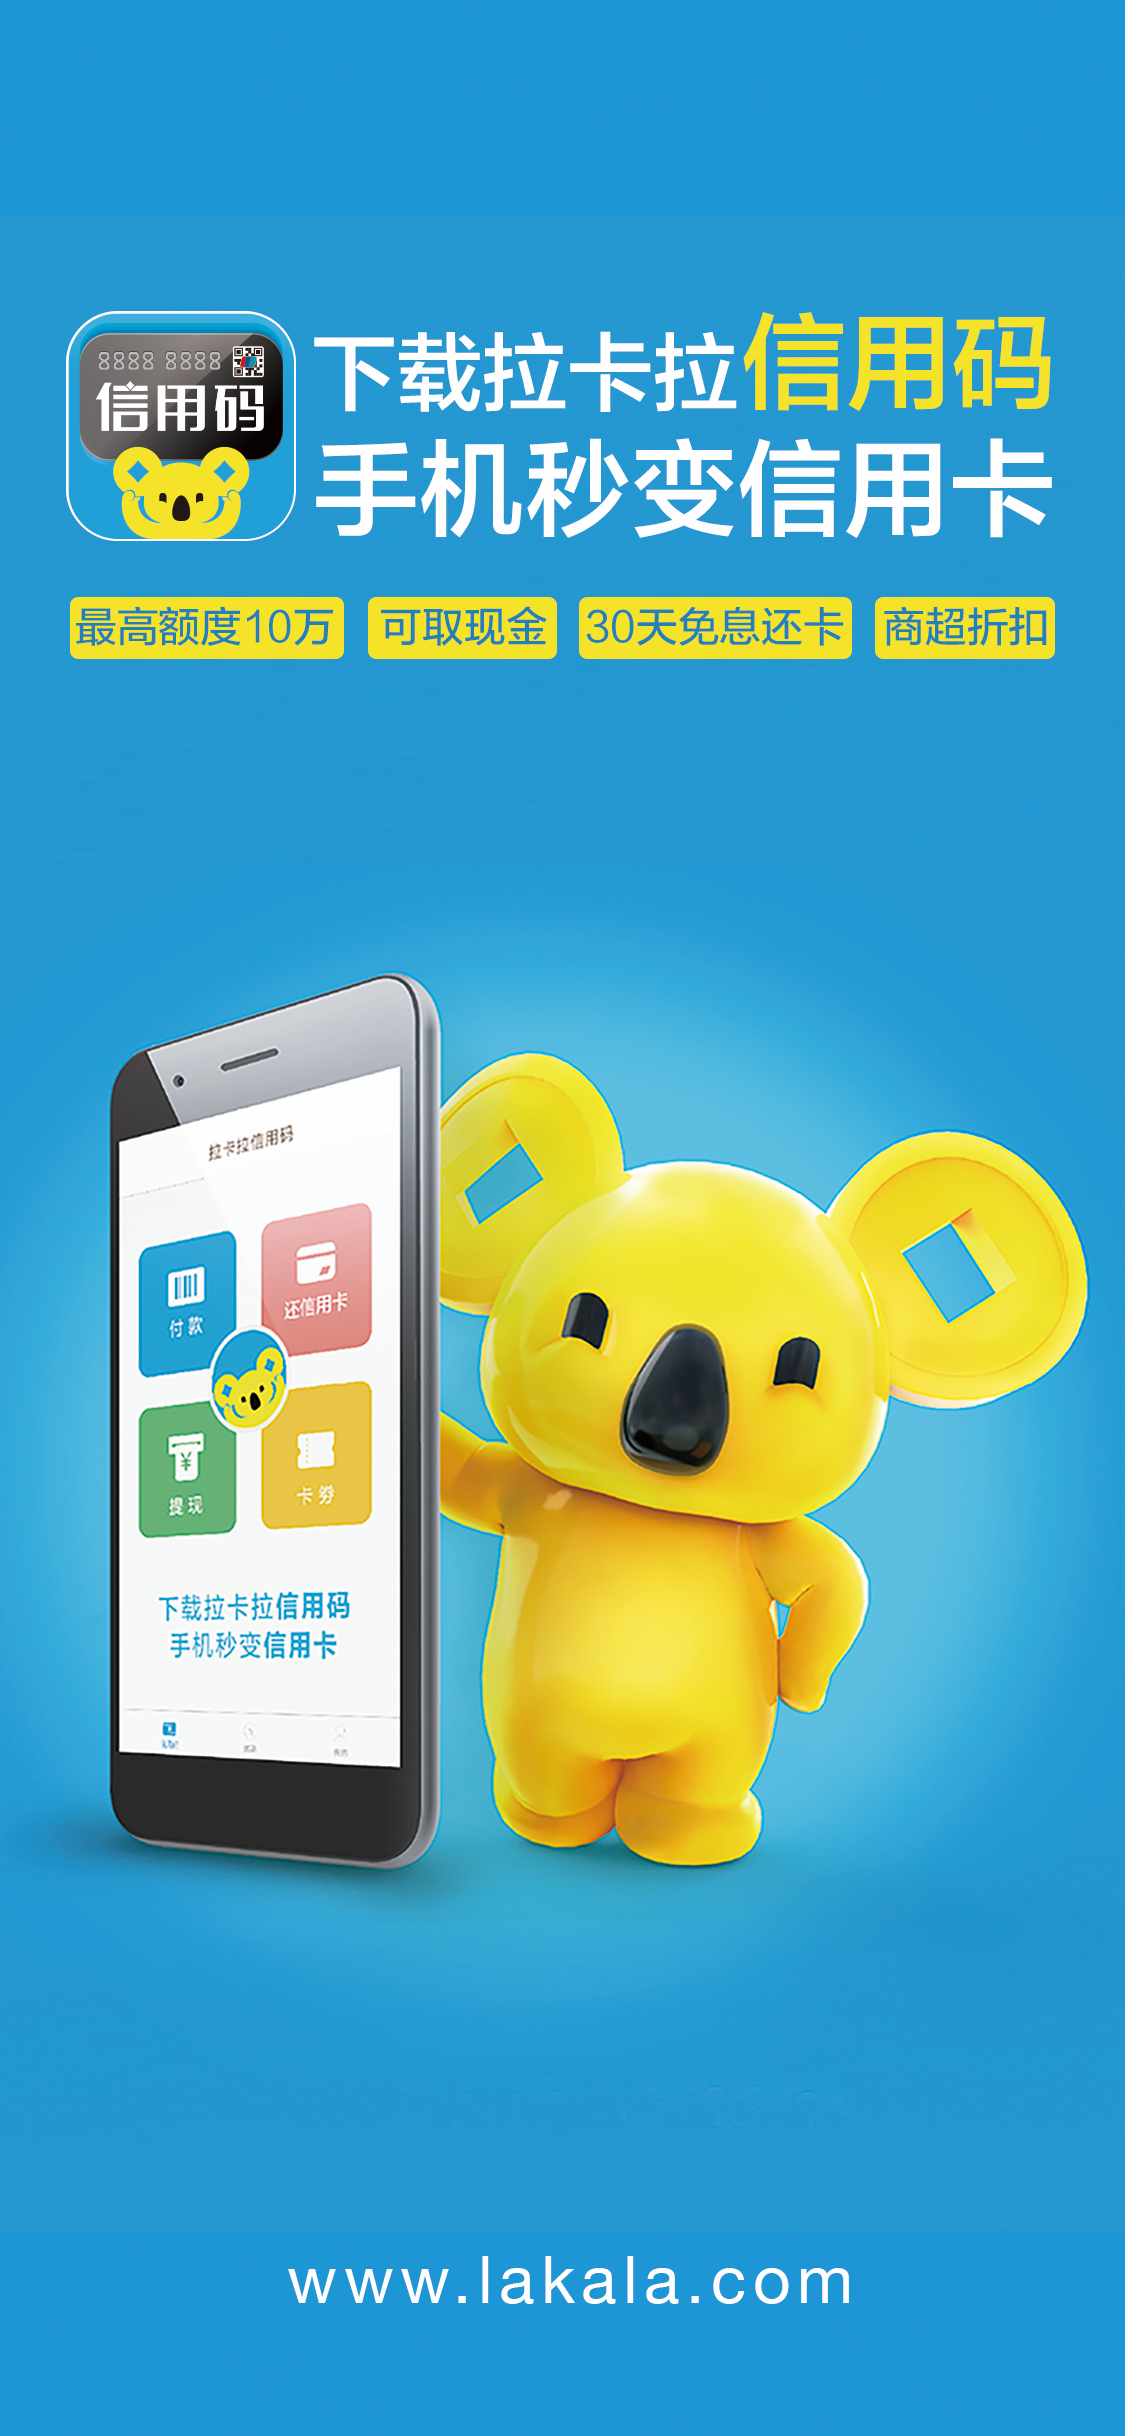 8888 8888
信用码
下载拉卡拉信用码
手机秒变信用卡
最高额度10万
可取现金
30天免息还卡
商超折扣
拉卡拉信用码
付款
还信用卡
提现
卡券
下载拉卡拉信用码
手机秒变信用卡
www.lakala.com